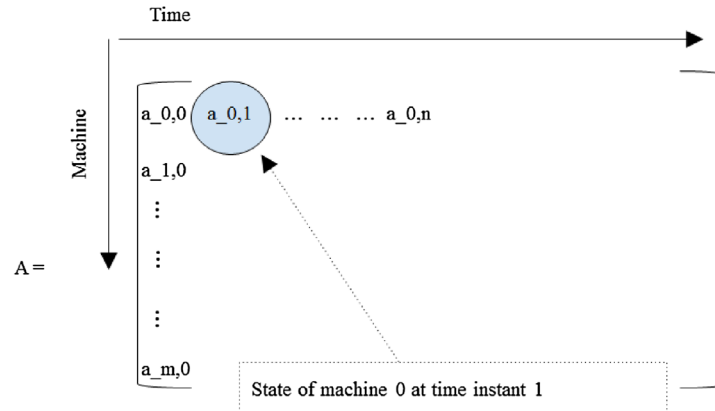 Time
Machine
a_0,0 a_0,1 ... ... ... a_0,n
a_1,0
⋮
⋮
⋮
A =
a_m,0
State of machine 0 at time instant 1